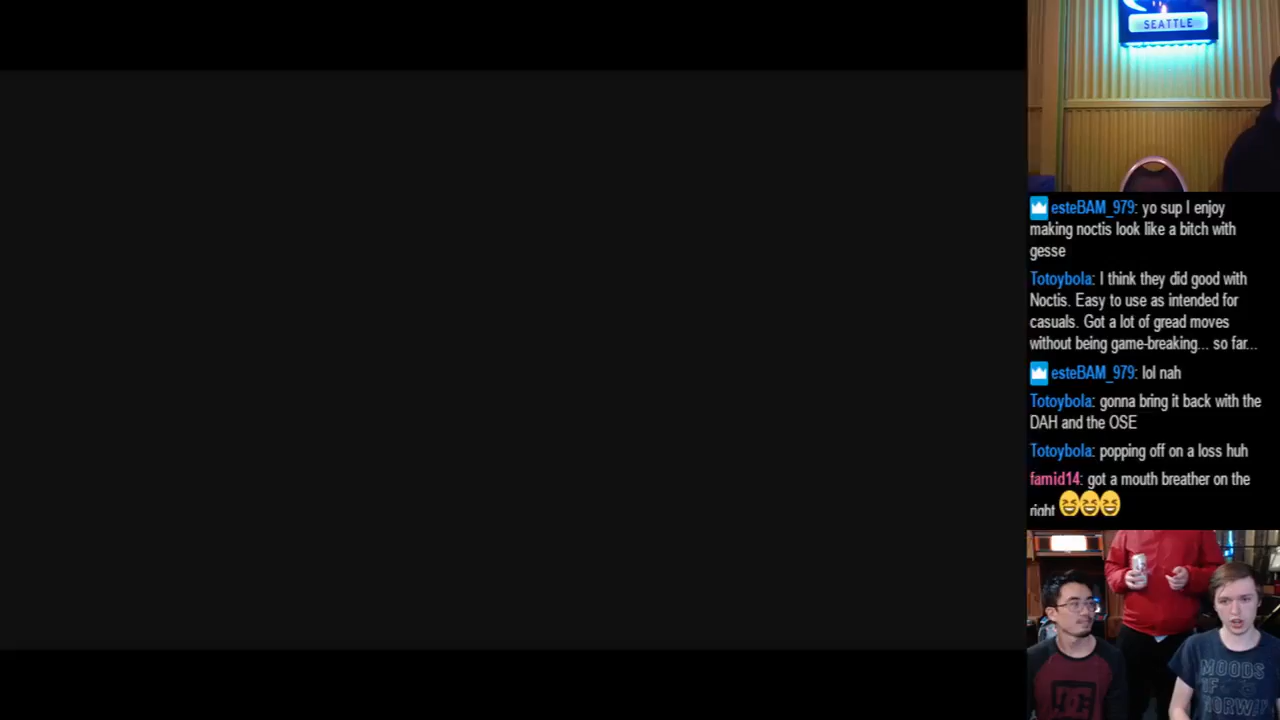 SEATTLE
esteBAM_979: yo sup I enjoy
making noctis look like a bitch with
gesse
Totoybola: I think they did good with
Noctis. Easy to use as intended for
casuals. Got a lot of gread moves
without being game-breaking... so far...
esteBAM_979: lol nah
Totoybola: gonna bring it back with the
DAH and the OSE
Totoybola: popping off on a loss huh
famid14: got a mouth breather on the
right
DC
MOODS
OF
NORWAY